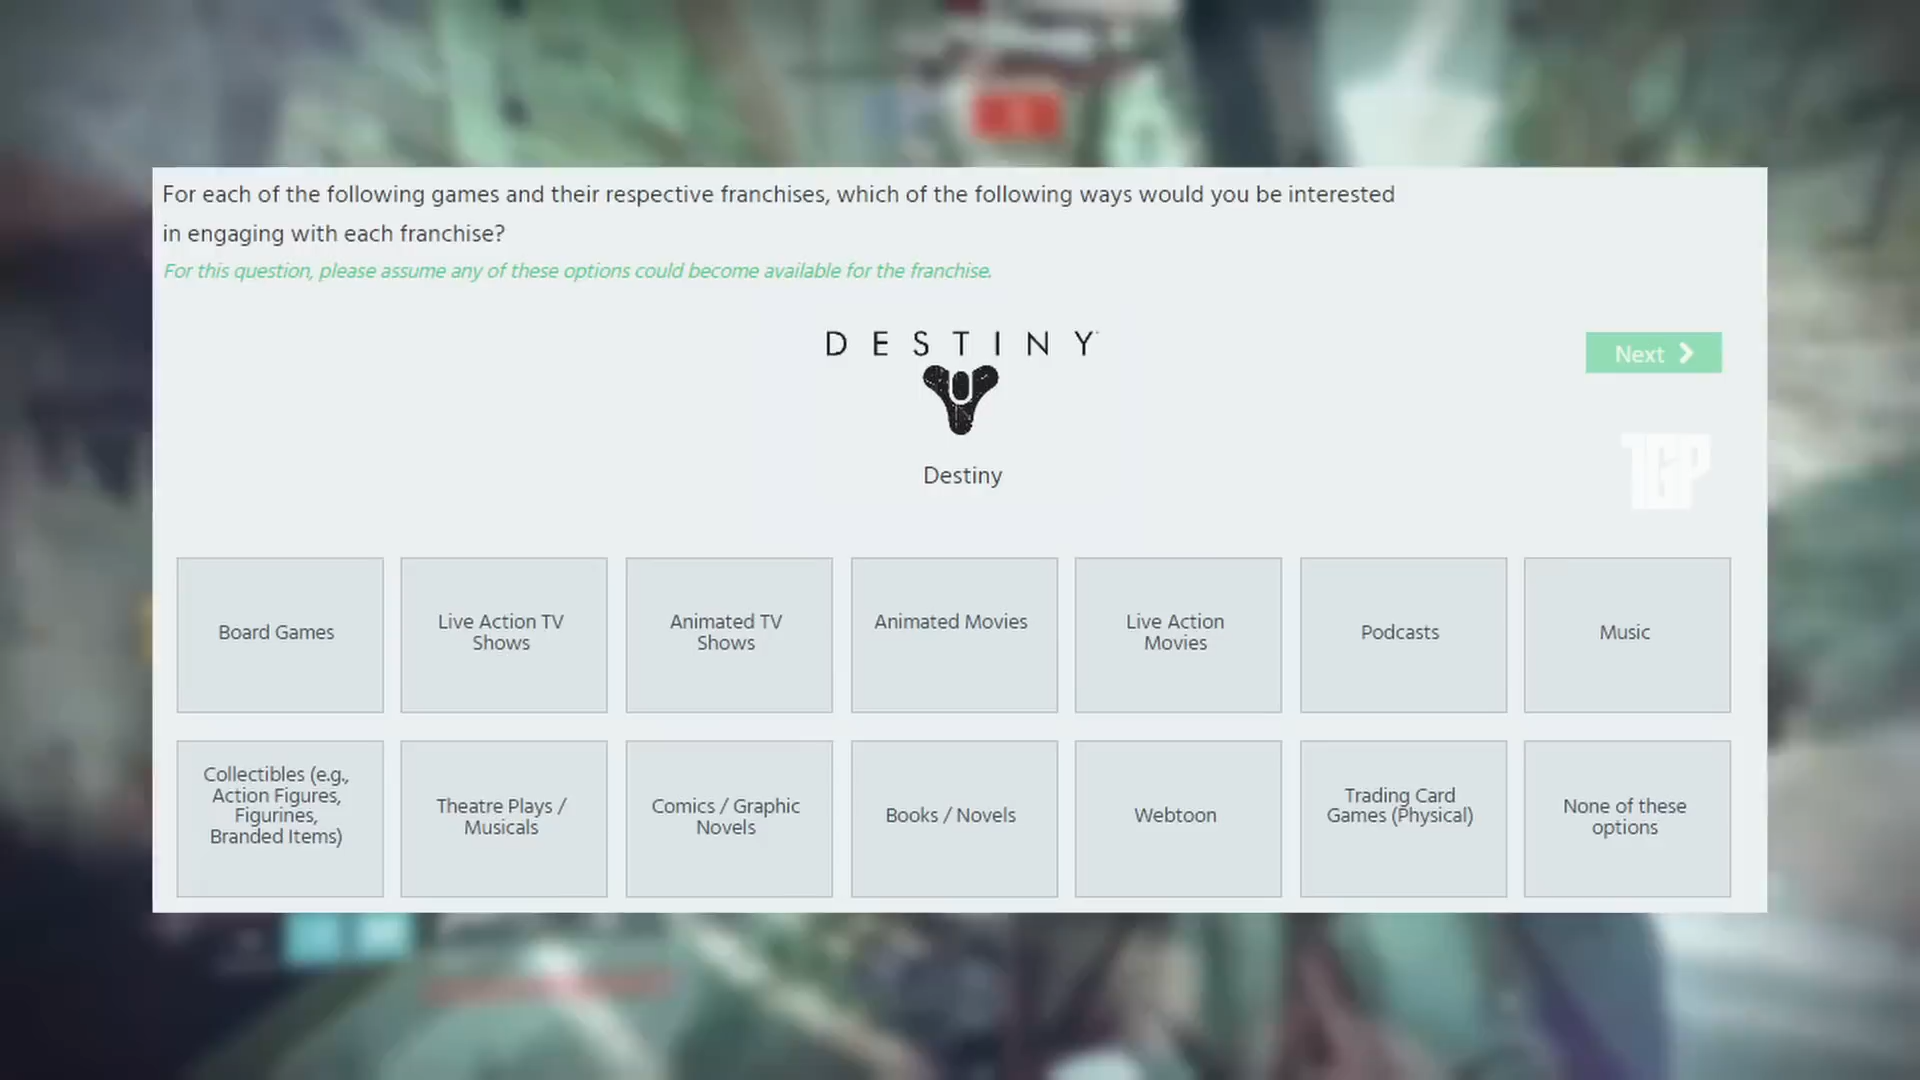 For each of the following games and their respective franchises, which of the following ways would you be interested
in engaging with each franchise?
For this question, please assume any of these options could become available for the franchise.
DESTINY
Next
TGP
Destiny
Board Games
Live Action TV
Shows
Animated TV
Shows
Animated Movies
Live Action
Movies
Podcasts
Music
Collectibles (e.g.,
Action Figures,
Figurines,
Branded Items)
Theatre Plays /
Musicals
Comics / Graphic
Novels
Books / Novels
Webtoon
Trading Card
Games (Physical)
None of these
options